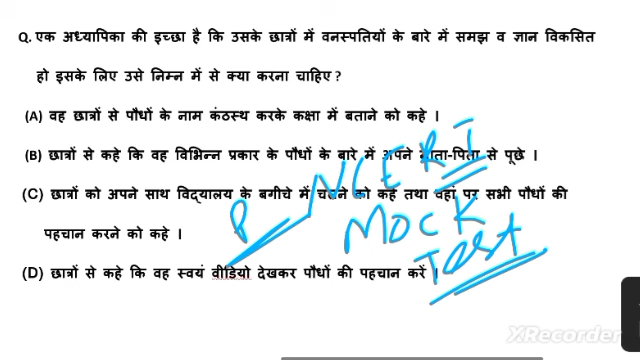 Q. एक अध्यापिका की इच्छा है कि उसके छात्रों में वनस्पतियों के बारे में समझ व ज्ञान विकसित
हो इसके लिए उसे निम्न में से क्या करना चाहिए ?
(A) वह छात्रों से पौधों के नाम कंठस्थ करके कक्षा में बताने को कहे ।
(B) छात्रों से कहे कि वह विभिन्न प्रकार के पौधों के बारे में अपने माता-पिता से पूछे ।
(C) छात्रों को अपने साथ विद्यालय के बगीचे में चलने को कहे तथा वहां पर सभी पौधों की
पहचान करने को कहे ।
(D) छात्रों से कहे कि वह स्वयं वीडियो देखकर पौधों की पहचान करें ।
NCERT
MOCK
Test
XRecorder